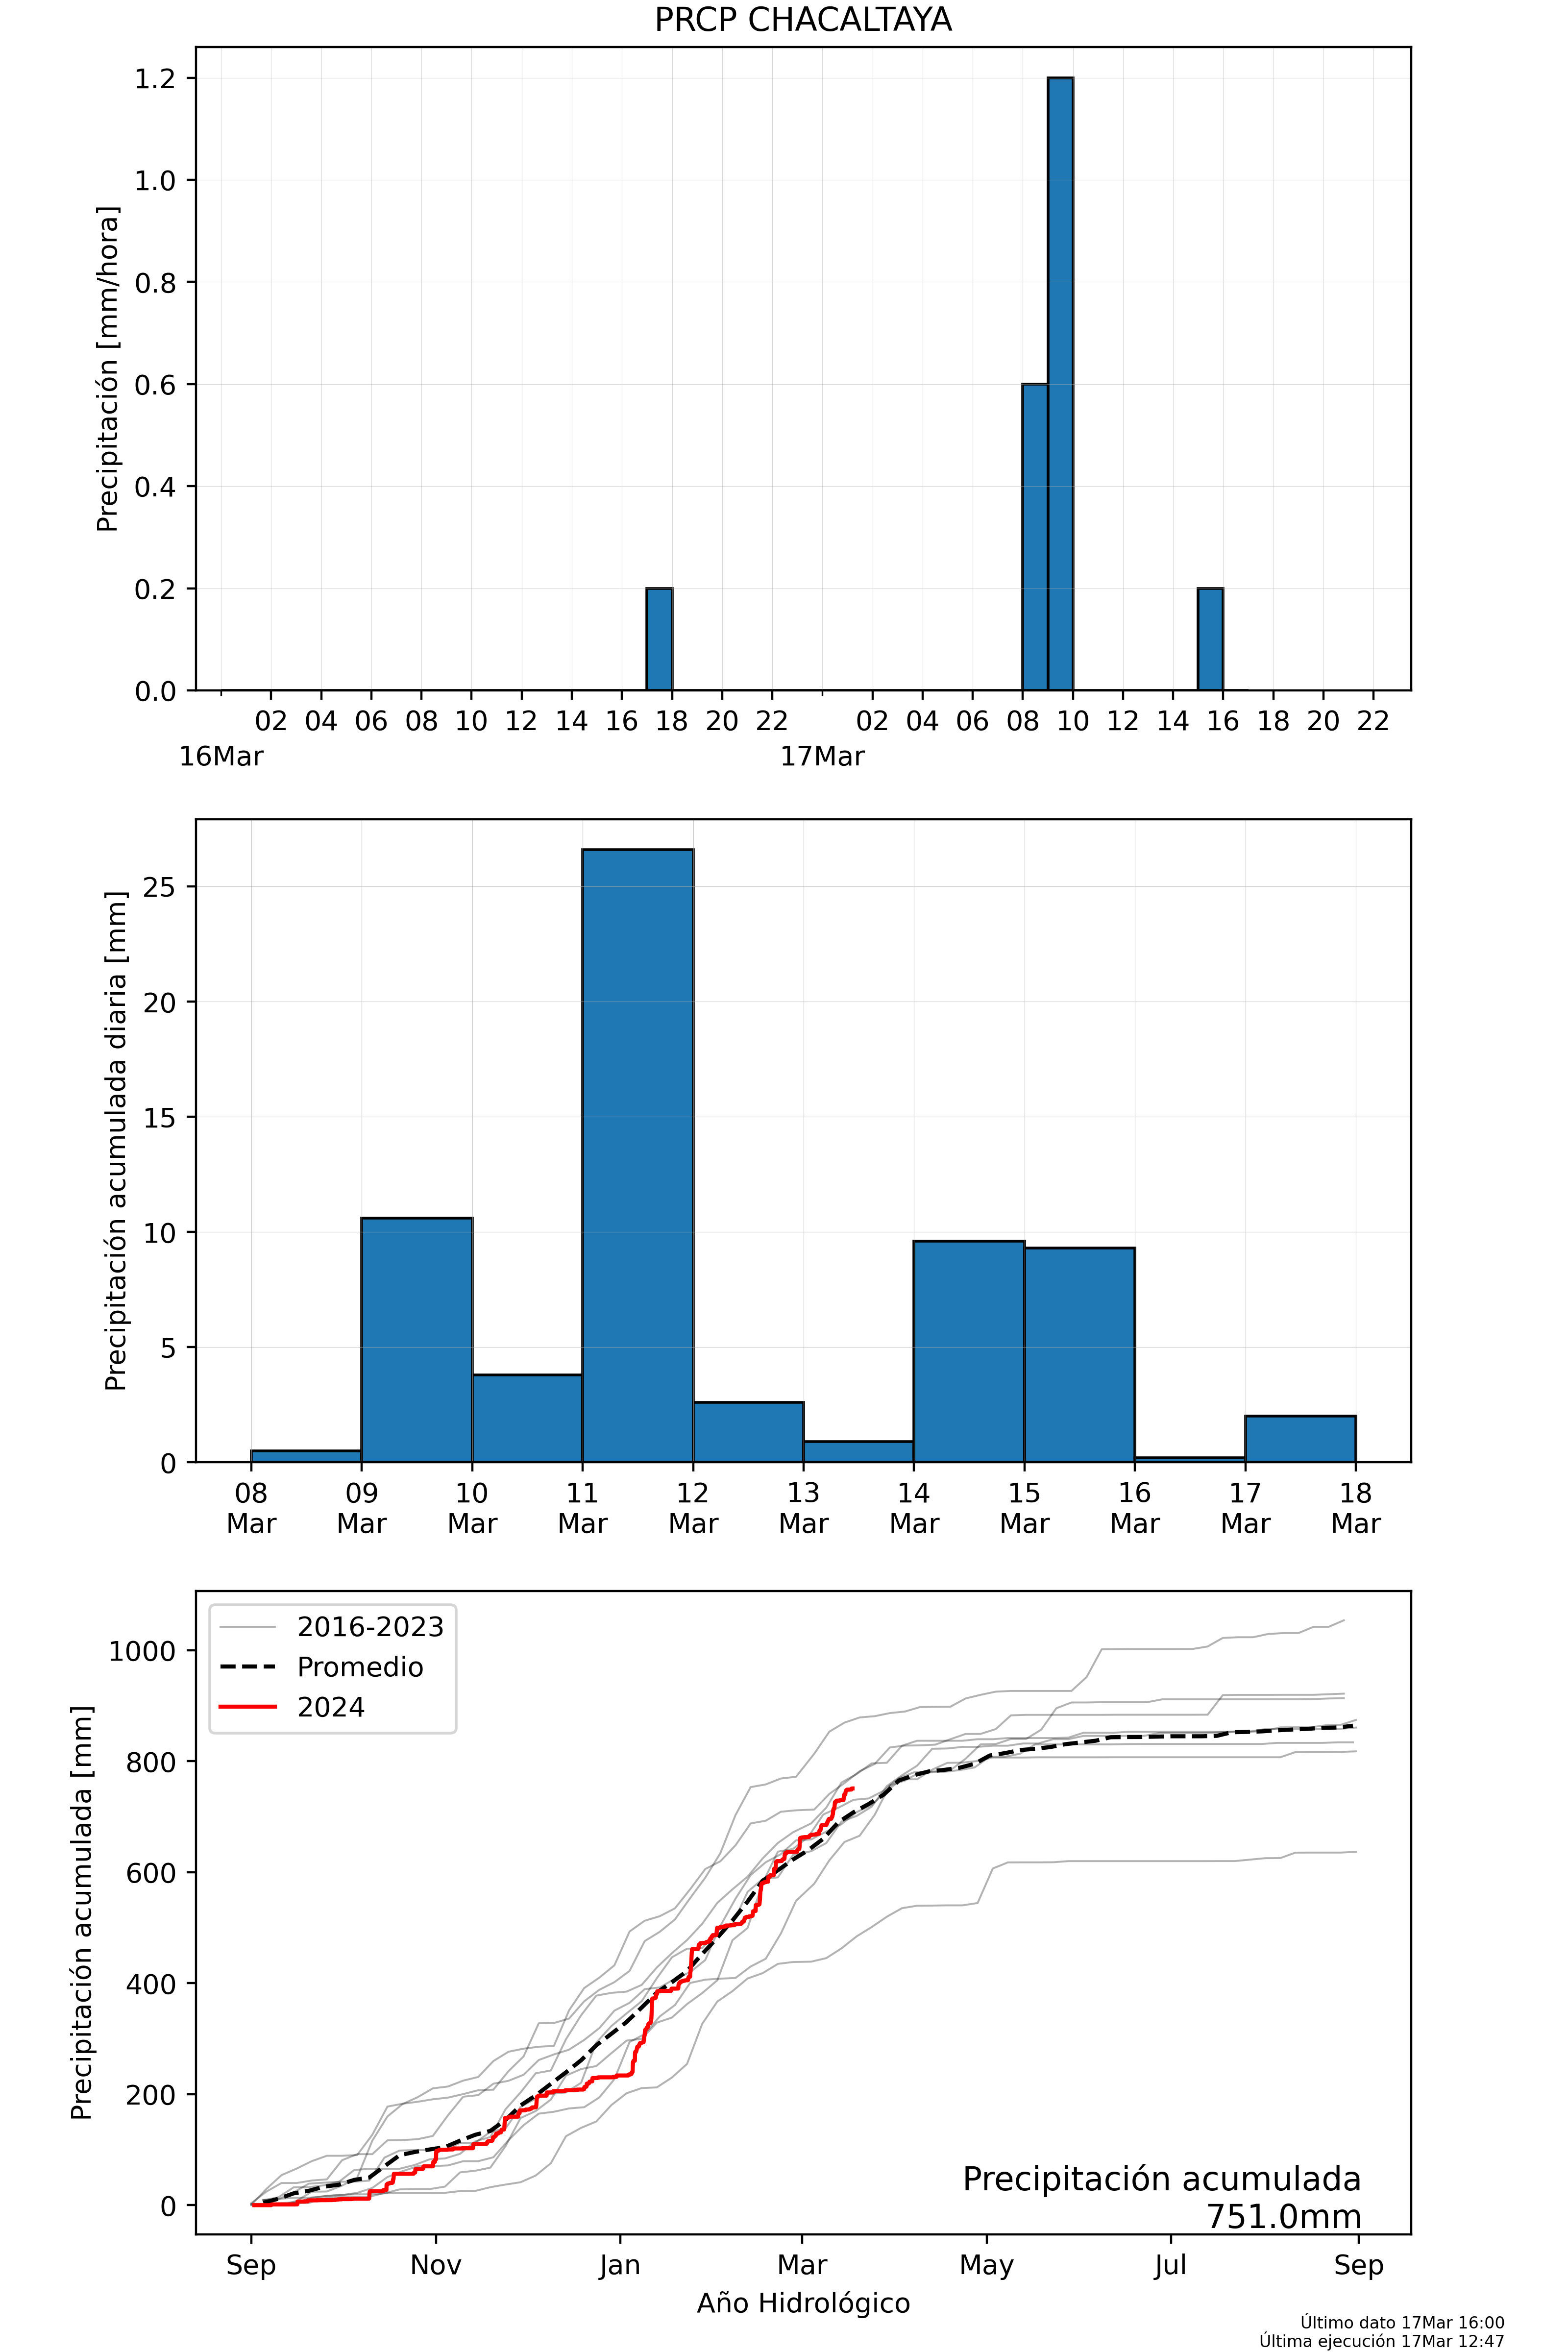 PRCP CHACALTAYA
Precipitación [mm/hora]
1.2
1.0
0.8
0.6
0.4
0.2
0.0
02 04 06 08 10 12 14 16 18 20 22 02 04 06 08 10 12 14 16 18 20 22
16Mar 17Mar
Precipitación acumulada diaria [mm]
25
20
15
10
5
0
08 09 10 11 12 13 14 15 16 17 18
Mar Mar Mar Mar Mar Mar Mar Mar Mar Mar Mar
Precipitación acumulada [mm]
1000
800
600
400
200
0
2016-2023
Promedio
2024
Precipitación acumulada
751.0mm
Sep Nov Jan Mar May Jul Sep
Año Hidrológico
Último dato 17Mar 16:00
Última ejecución 17Mar 12:47